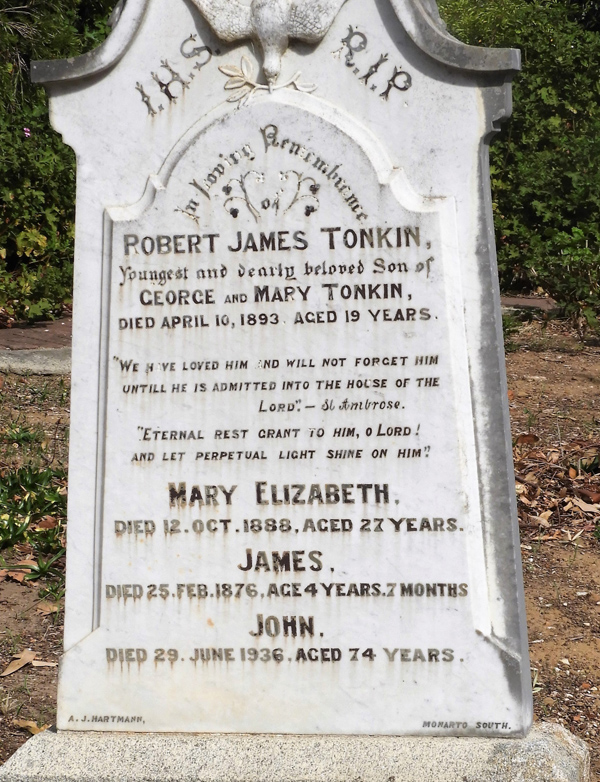 I.H.S. R.I.P
In loving Remembrance
of
ROBERT JAMES TONKIN,
Youngest and dearly beloved Son of
GEORGE AND MARY TONKIN,
DIED APRIL 10, 1893. AGED 19 YEARS.
"WE HAVE LOVED HIM AND WILL NOT FORGET HIM
UNTILL HE IS ADMITTED INTO THE HOUSE OF THE
LORD". – St Ambrose.
"ETERNAL REST GRANT TO HIM, O LORD!
AND LET PERPETUAL LIGHT SHINE ON HIM".
MARY ELIZABETH.
DIED 12. OCT. 1888, AGED 27 YEARS.
JAMES.
DIED 25. FEB. 1876, AGE 4 YEARS. 7 MONTHS
JOHN.
DIED 29. JUNE 1936. AGED 74 YEARS.
A. J. HARTMANN, MONARTO SOUTH.